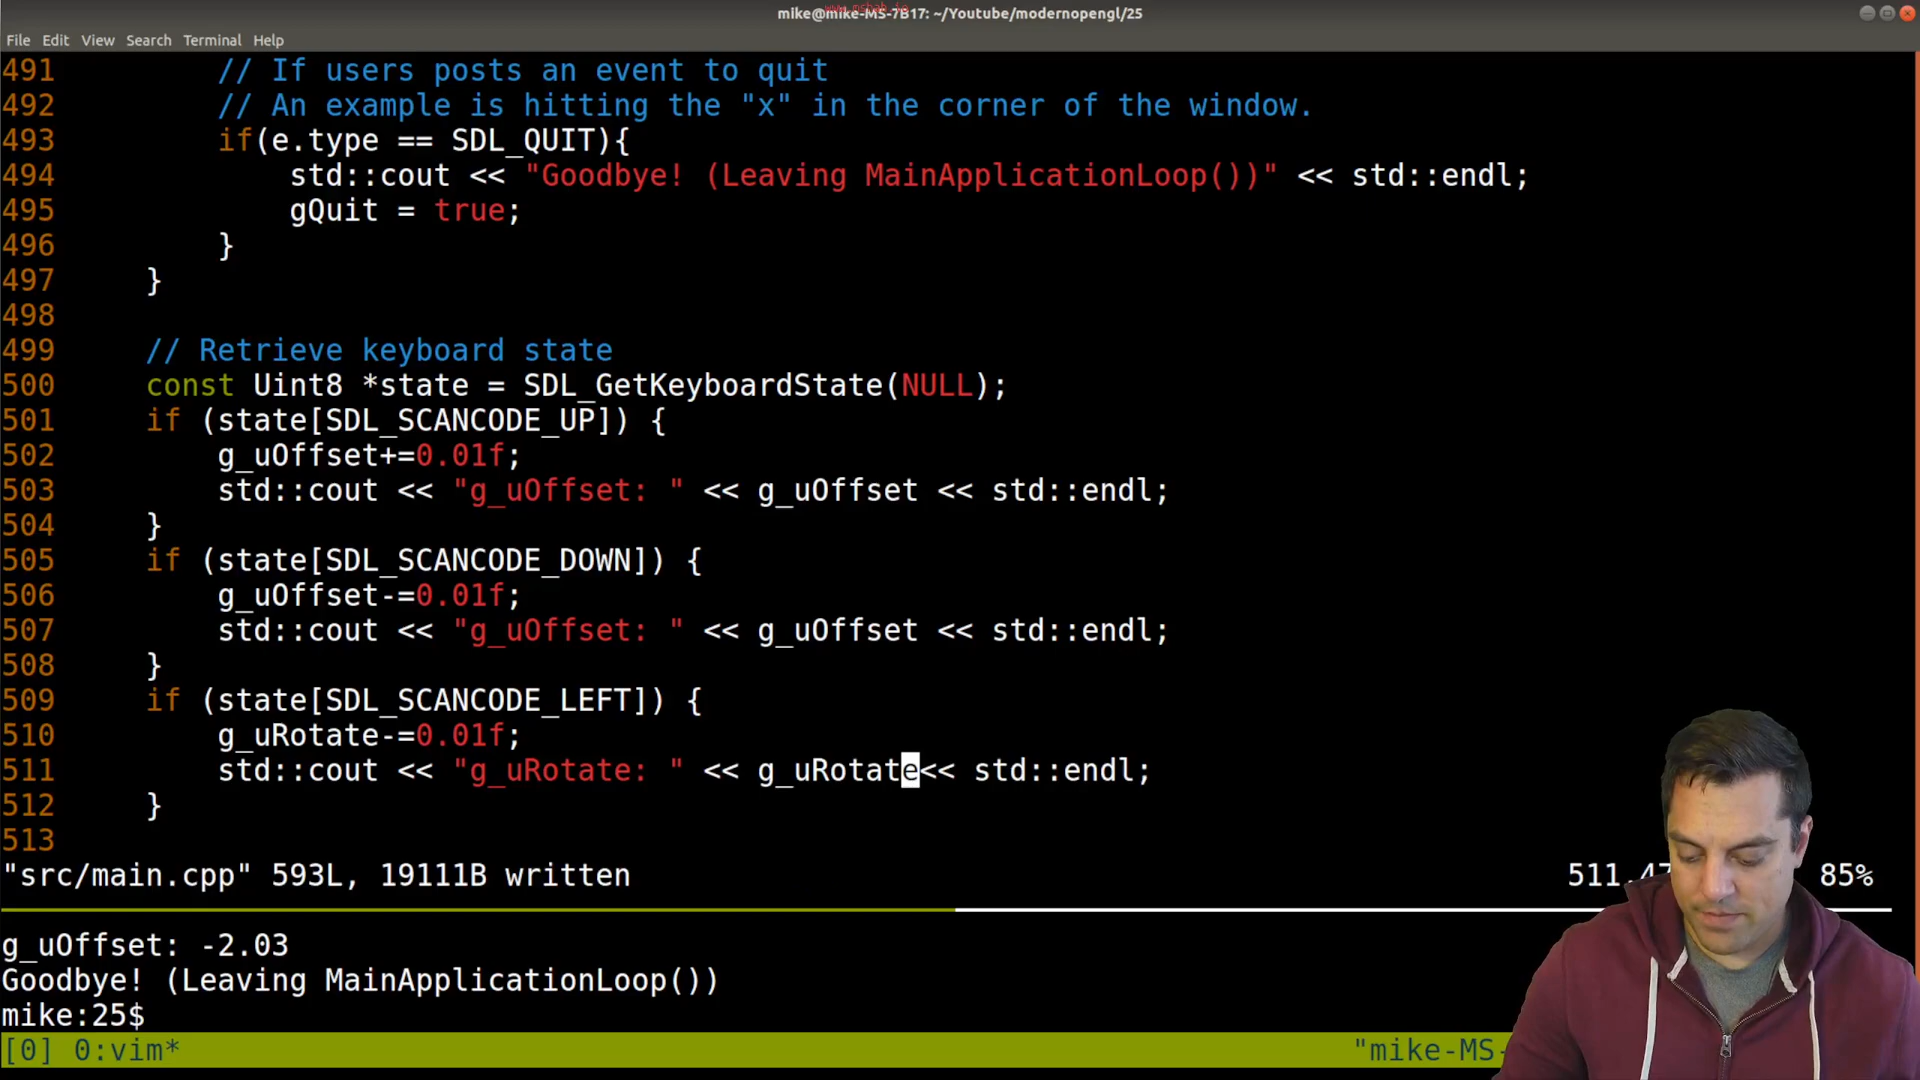 www.mshah.io
mike@mike-MS-7B17: ~/Youtube/modernopengl/25
File Edit View Search Terminal Help
491 // If users posts an event to quit
492 // An example is hitting the "x" in the corner of the window.
493 if(e.type == SDL_QUIT){
494 std::cout << "Goodbye! (Leaving MainApplicationLoop())" << std::endl;
495 gQuit = true;
496 }
497 }
498
499 // Retrieve keyboard state
500 const Uint8 *state = SDL_GetKeyboardState(NULL);
501 if (state[SDL_SCANCODE_UP]) {
502 g_uOffset+=0.01f;
503 std::cout << "g_uOffset: " << g_uOffset << std::endl;
504 }
505 if (state[SDL_SCANCODE_DOWN]) {
506 g_uOffset-=0.01f;
507 std::cout << "g_uOffset: " << g_uOffset << std::endl;
508 }
509 if (state[SDL_SCANCODE_LEFT]) {
510 g_uRotate-=0.01f;
511 std::cout << "g_uRotate: " << g_uRotate<< std::endl;
512 }
513
"src/main.cpp" 593L, 19111B written 511,47 85%
g_uOffset: -2.03
Goodbye! (Leaving MainApplicationLoop())
mike:25$
[0] 0:vim* "mike-MS-